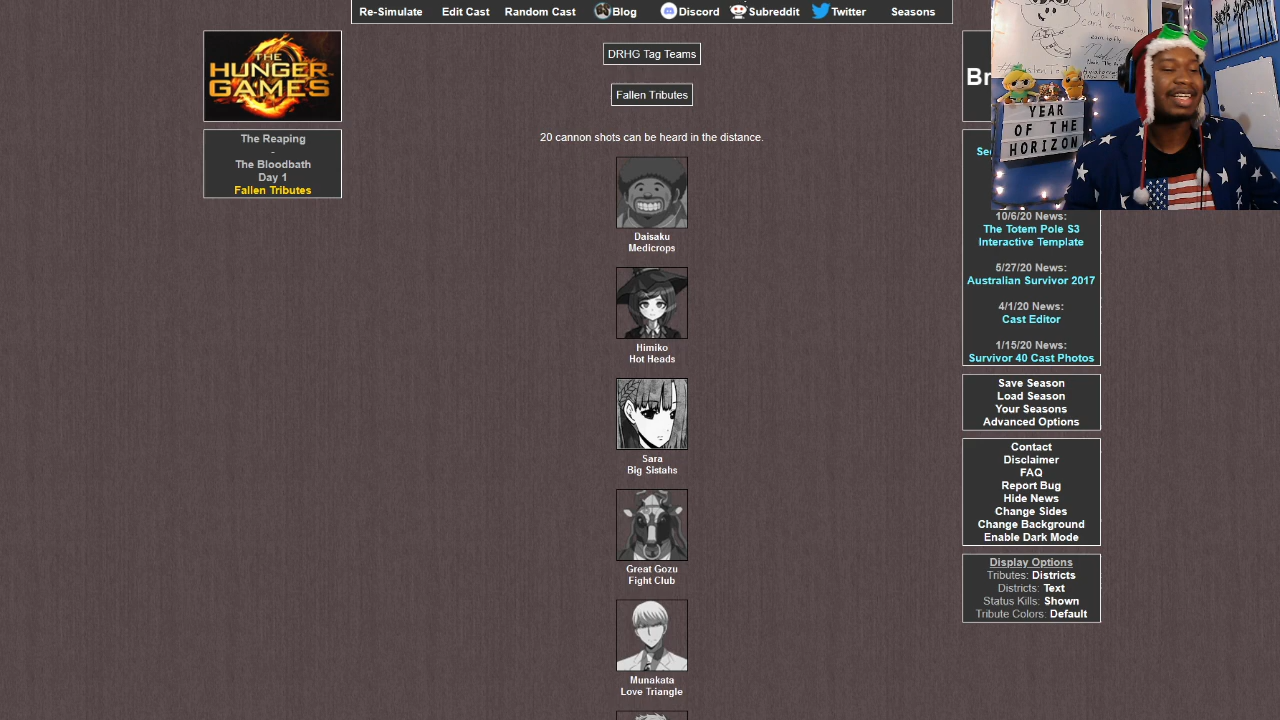 Re-Simulate Edit Cast Random Cast Blog Discord Subreddit Twitter Seasons
THE
HUNGER
GAMES
The Reaping
-
The Bloodbath
Day 1
Fallen Tributes
DRHG Tag Teams
Fallen Tributes
20 cannon shots can be heard in the distance.
Daisaku
Medicrops
Himiko
Hot Heads
Sara
Big Sistahs
Great Gozu
Fight Club
Munakata
Love Triangle
YEAR
OF THE
HORIZON
10/6/20 News:
The Totem Pole S3
Interactive Template
5/27/20 News:
Australian Survivor 2017
4/1/20 News:
Cast Editor
1/15/20 News:
Survivor 40 Cast Photos
Save Season
Load Season
Your Seasons
Advanced Options
Contact
Disclaimer
FAQ
Report Bug
Hide News
Change Sides
Change Background
Enable Dark Mode
Display Options
Tributes: Districts
Districts: Text
Status Kills: Shown
Tribute Colors: Default